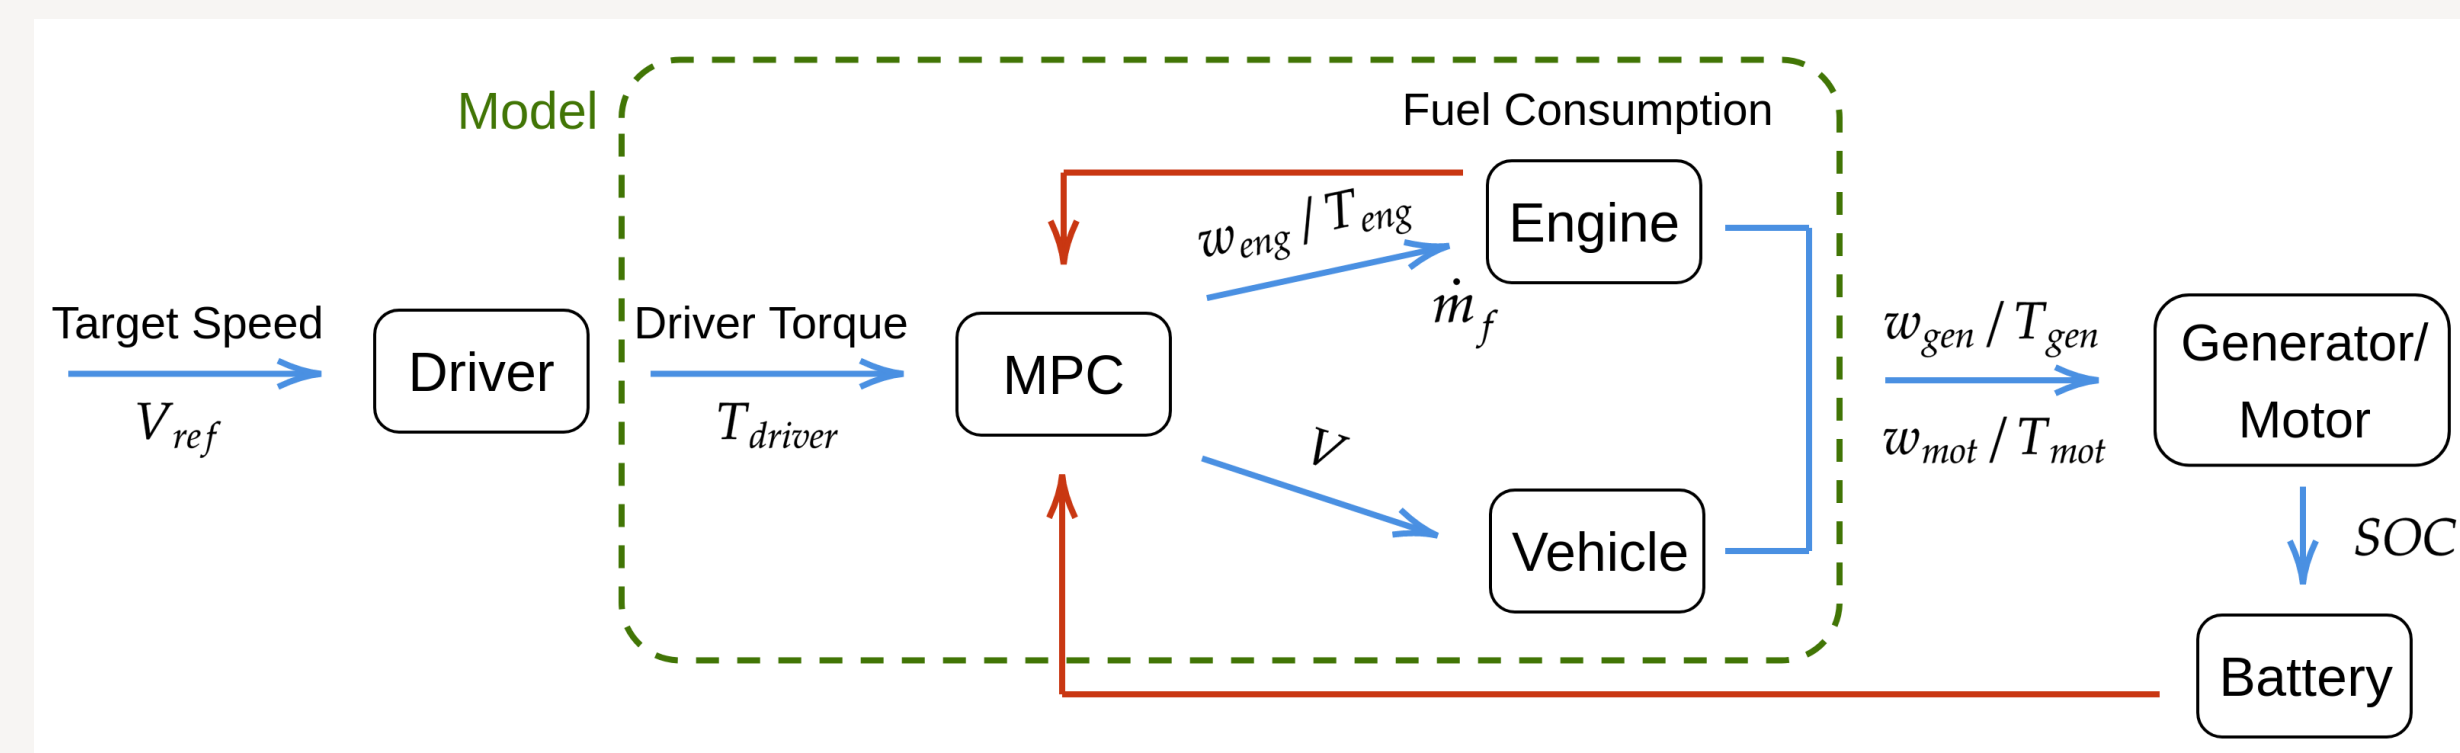 Model
Fuel Consumption
w_eng / T_eng
Engine
ṁ_f
Target Speed
V_ref
Driver
Driver Torque
T_driver
MPC
V
Vehicle
w_gen / T_gen
w_mot / T_mot
Generator/
Motor
SOC
Battery